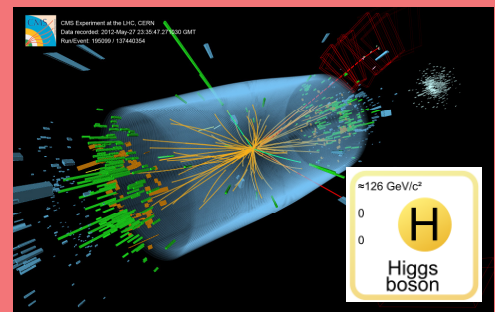 CMS
CMS Experiment at the LHC, CERN
Data recorded: 2012-May-27 23:35:47.271030 GMT
Run/Event: 195099 / 137440354
≈126 GeV/c²
0
0
H
Higgs
boson